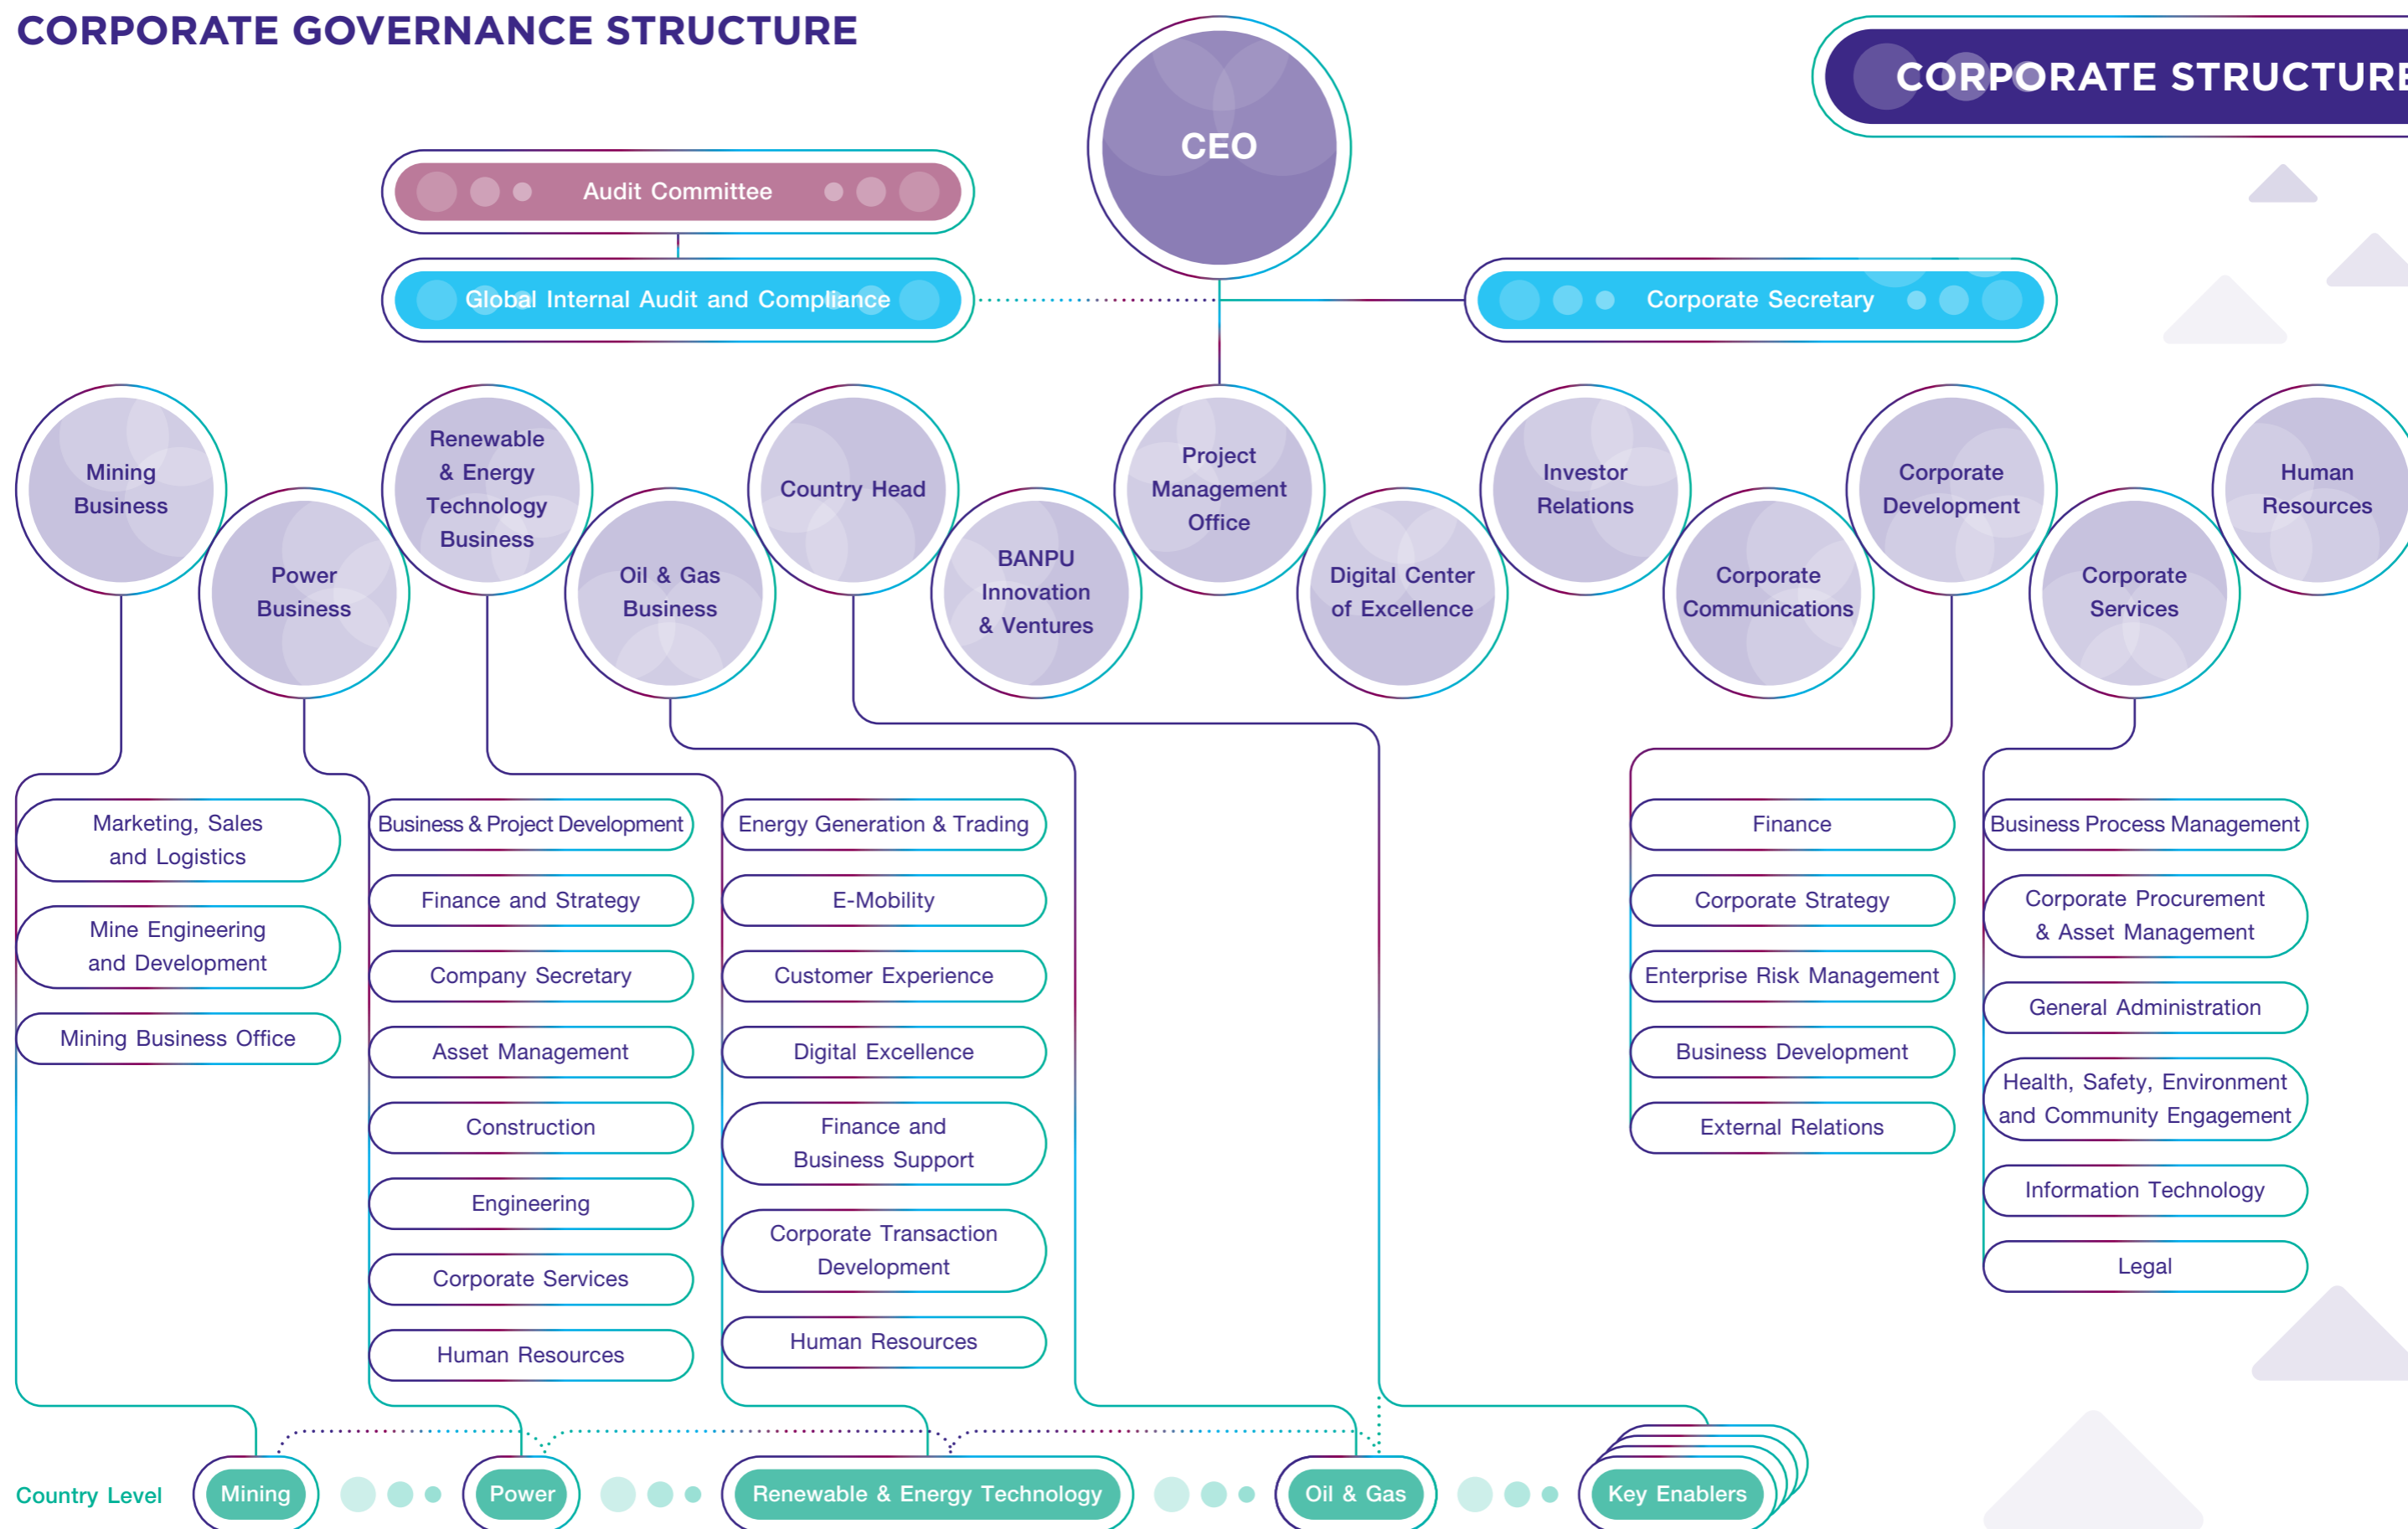 CORPORATE GOVERNANCE STRUCTURE
CORPORATE STRUCTURE
CEO
Audit Committee
Global Internal Audit and Compliance
Corporate Secretary
Mining
Business
Power
Business
Renewable
& Energy
Technology
Business
Oil & Gas
Business
Country Head
BANPU
Innovation
& Ventures
Project
Management
Office
Digital Center
of Excellence
Investor
Relations
Corporate
Communications
Corporate
Development
Corporate
Services
Human
Resources
Marketing, Sales
and Logistics
Mine Engineering
and Development
Mining Business Office
Business & Project Development
Finance and Strategy
Company Secretary
Asset Management
Construction
Engineering
Corporate Services
Human Resources
Energy Generation & Trading
E-Mobility
Customer Experience
Digital Excellence
Finance and
Business Support
Corporate Transaction
Development
Human Resources
Finance
Corporate Strategy
Enterprise Risk Management
Business Development
External Relations
Business Process Management
Corporate Procurement
& Asset Management
General Administration
Health, Safety, Environment
and Community Engagement
Information Technology
Legal
Country Level
Mining
Power
Renewable & Energy Technology
Oil & Gas
Key Enablers